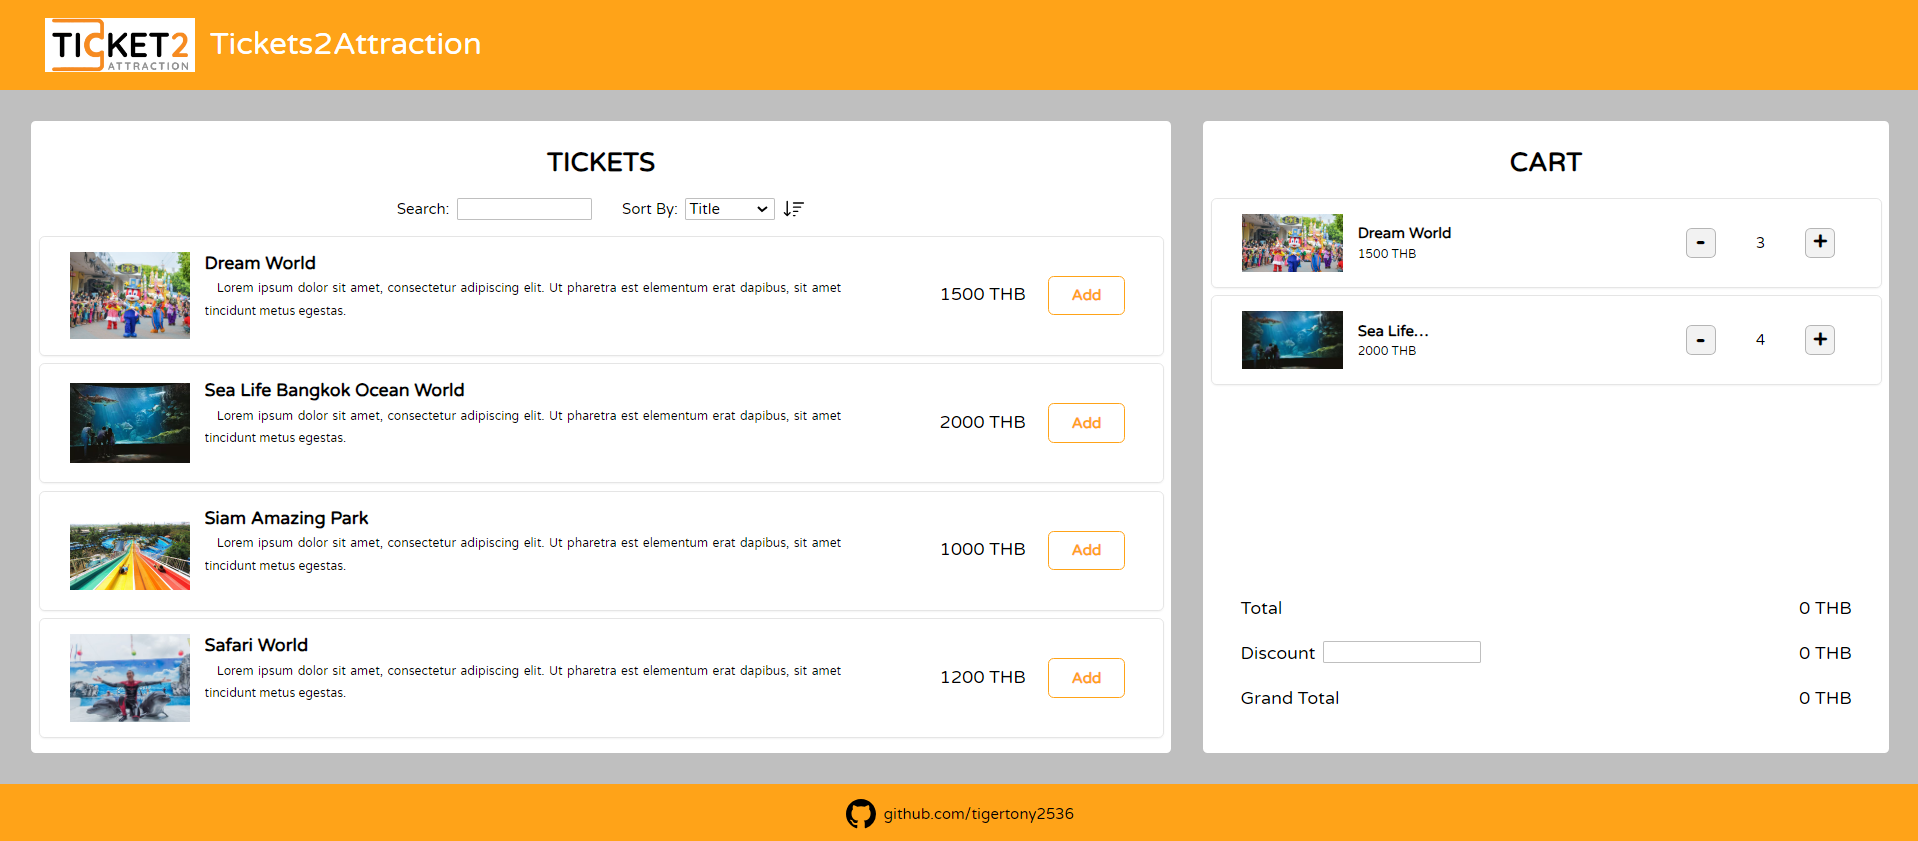 TICKET2
ATTRACTION
Tickets2Attraction
TICKETS
Search:
Sort By: Title
Dream World
Lorem ipsum dolor sit amet, consectetur adipiscing elit. Ut pharetra est elementum erat dapibus, sit amet
tincidunt metus egestas.
1500 THB
Add
Sea Life Bangkok Ocean World
Lorem ipsum dolor sit amet, consectetur adipiscing elit. Ut pharetra est elementum erat dapibus, sit amet
tincidunt metus egestas.
2000 THB
Add
Siam Amazing Park
Lorem ipsum dolor sit amet, consectetur adipiscing elit. Ut pharetra est elementum erat dapibus, sit amet
tincidunt metus egestas.
1000 THB
Add
Safari World
Lorem ipsum dolor sit amet, consectetur adipiscing elit. Ut pharetra est elementum erat dapibus, sit amet
tincidunt metus egestas.
1200 THB
Add
CART
Dream World
1500 THB
- 3 +
Sea Life...
2000 THB
- 4 +
Total 0 THB
Discount 0 THB
Grand Total 0 THB
github.com/tigertony2536